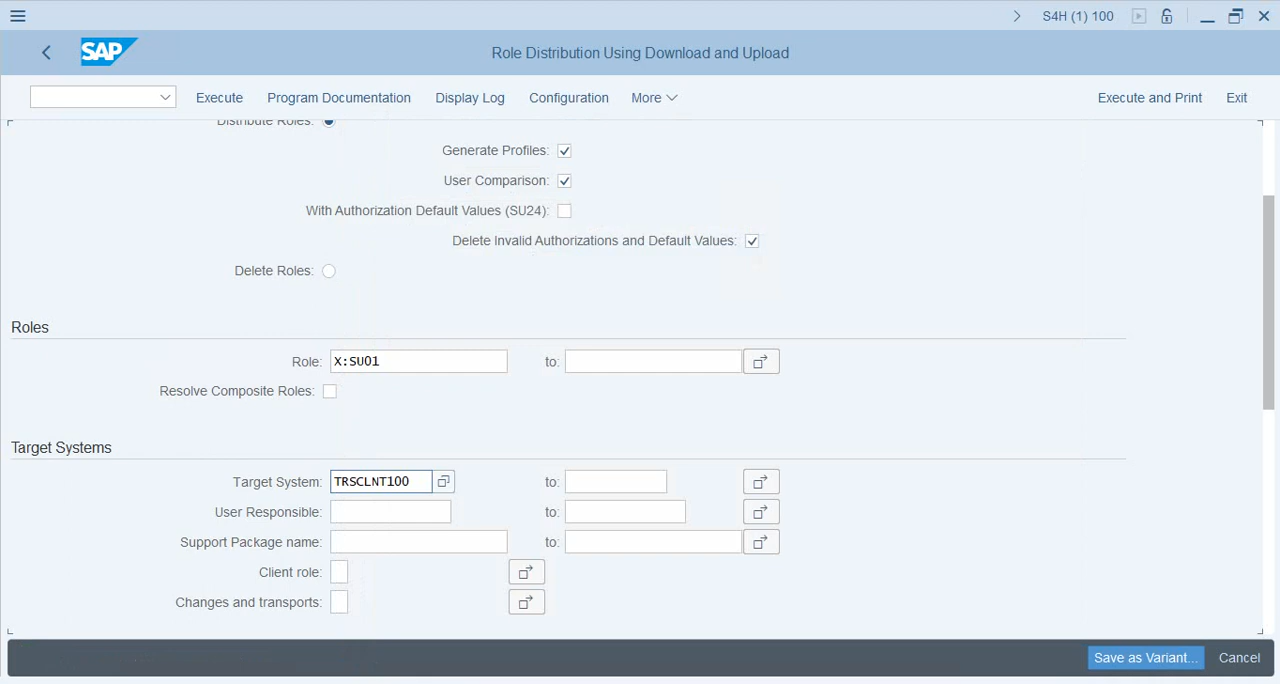 S4H (1) 100
SAP
Role Distribution Using Download and Upload
Execute Program Documentation Display Log Configuration More Execute and Print Exit
Distribute Roles:
Generate Profiles:
User Comparison:
With Authorization Default Values (SU24):
Delete Invalid Authorizations and Default Values:
Delete Roles:
Roles
Role: X:SU01 to:
Resolve Composite Roles:
Target Systems
Target System: TRSCLNT100 to:
User Responsible: to:
Support Package name: to:
Client role:
Changes and transports:
Save as Variant... Cancel